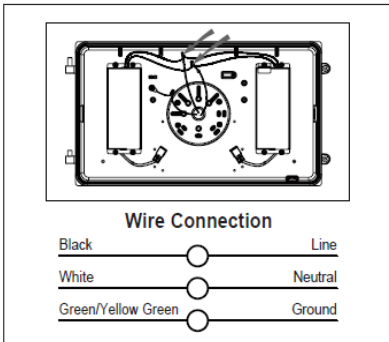 Wire Connection
Black Line
White Neutral
Green/Yellow Green Ground